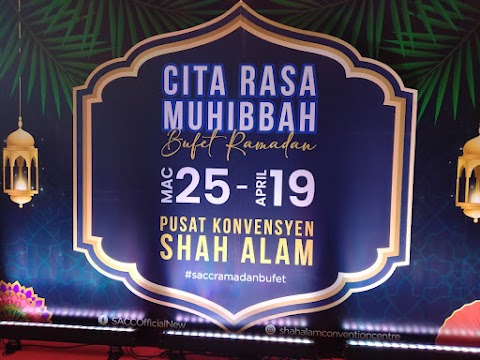 CITA RASA
MUHIBBAH
Bufet Ramadan
MAC 25 - APRIL 19
PUSAT KONVENSYEN
SHAH ALAM
#saccramadanbufet
SACCOfficialNew
shahalamconventioncentre